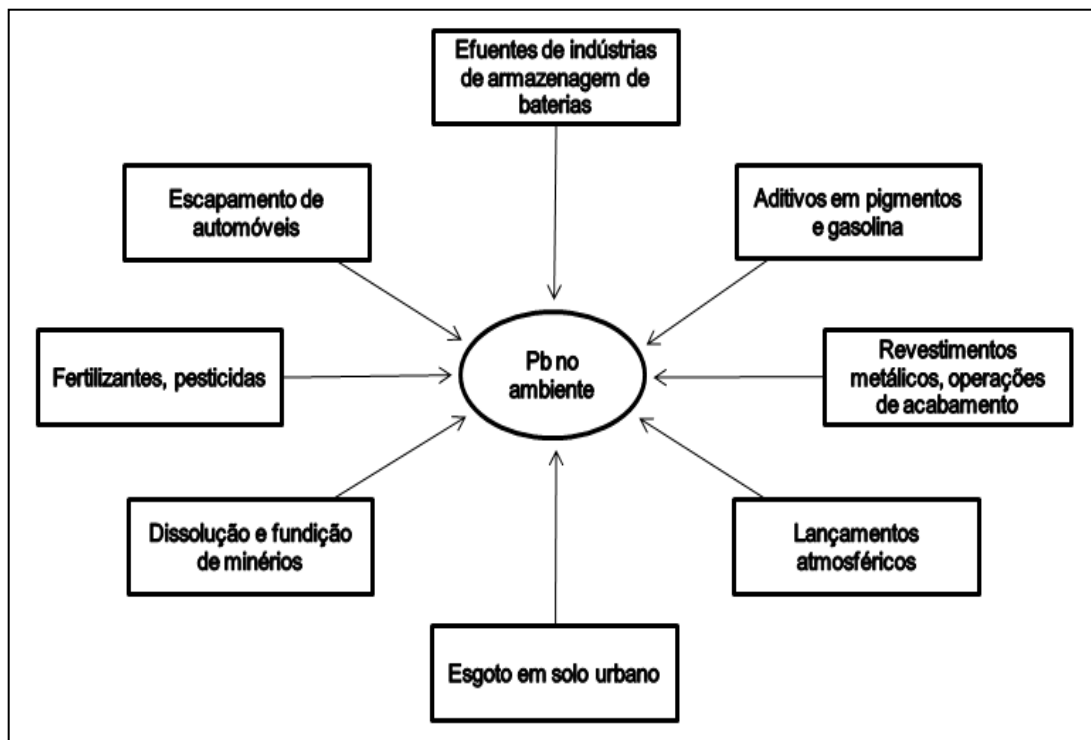 Efuentes de indústrias
de armazenagem de
baterias
Escapamento de
automóveis
Aditivos em pigmentos
e gasolina
Fertilizantes, pesticidas
Pb no
ambiente
Revestimentos
metálicos, operações
de acabamento
Dissolução e fundição
de minérios
Lançamentos
atmosféricos
Esgoto em solo urbano